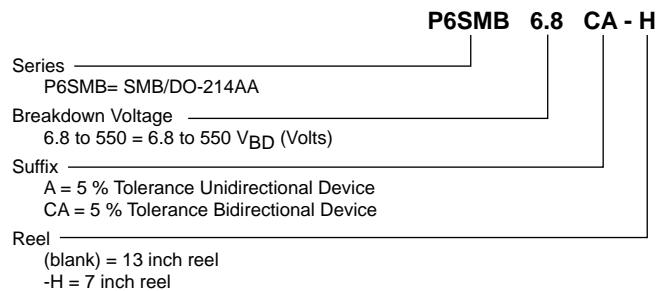 P6SMB 6.8 CA - H
Series
P6SMB= SMB/DO-214AA
Breakdown Voltage
6.8 to 550 = 6.8 to 550 VBD (Volts)
Suffix
A = 5 % Tolerance Unidirectional Device
CA = 5 % Tolerance Bidirectional Device
Reel
(blank) = 13 inch reel
-H = 7 inch reel